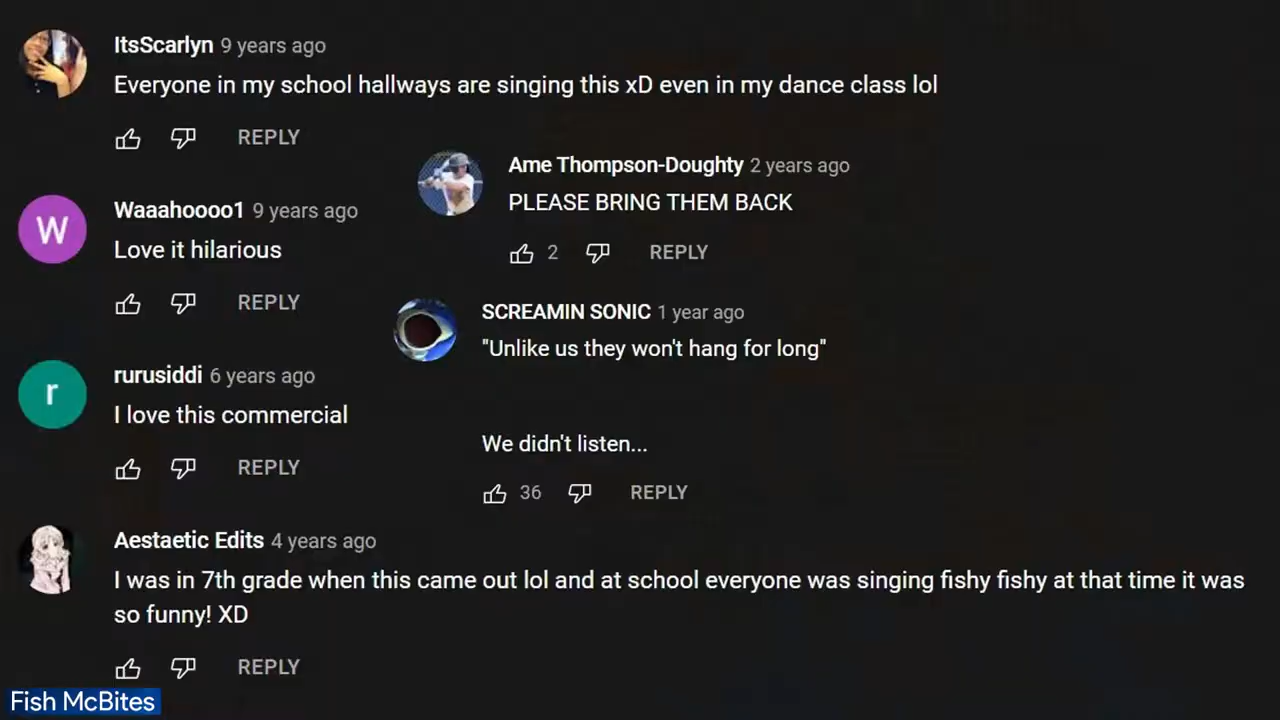 ItsScarlyn 9 years ago
Everyone in my school hallways are singing this xD even in my dance class lol
REPLY
Ame Thompson-Doughty 2 years ago
PLEASE BRING THEM BACK
2 REPLY
W
Waaahoooo1 9 years ago
Love it hilarious
REPLY
SCREAMIN SONIC 1 year ago
"Unlike us they won't hang for long"
We didn't listen...
36 REPLY
r
rurusiddi 6 years ago
I love this commercial
REPLY
Aestaetic Edits 4 years ago
I was in 7th grade when this came out lol and at school everyone was singing fishy fishy at that time it was
so funny! XD
REPLY
Fish McBites